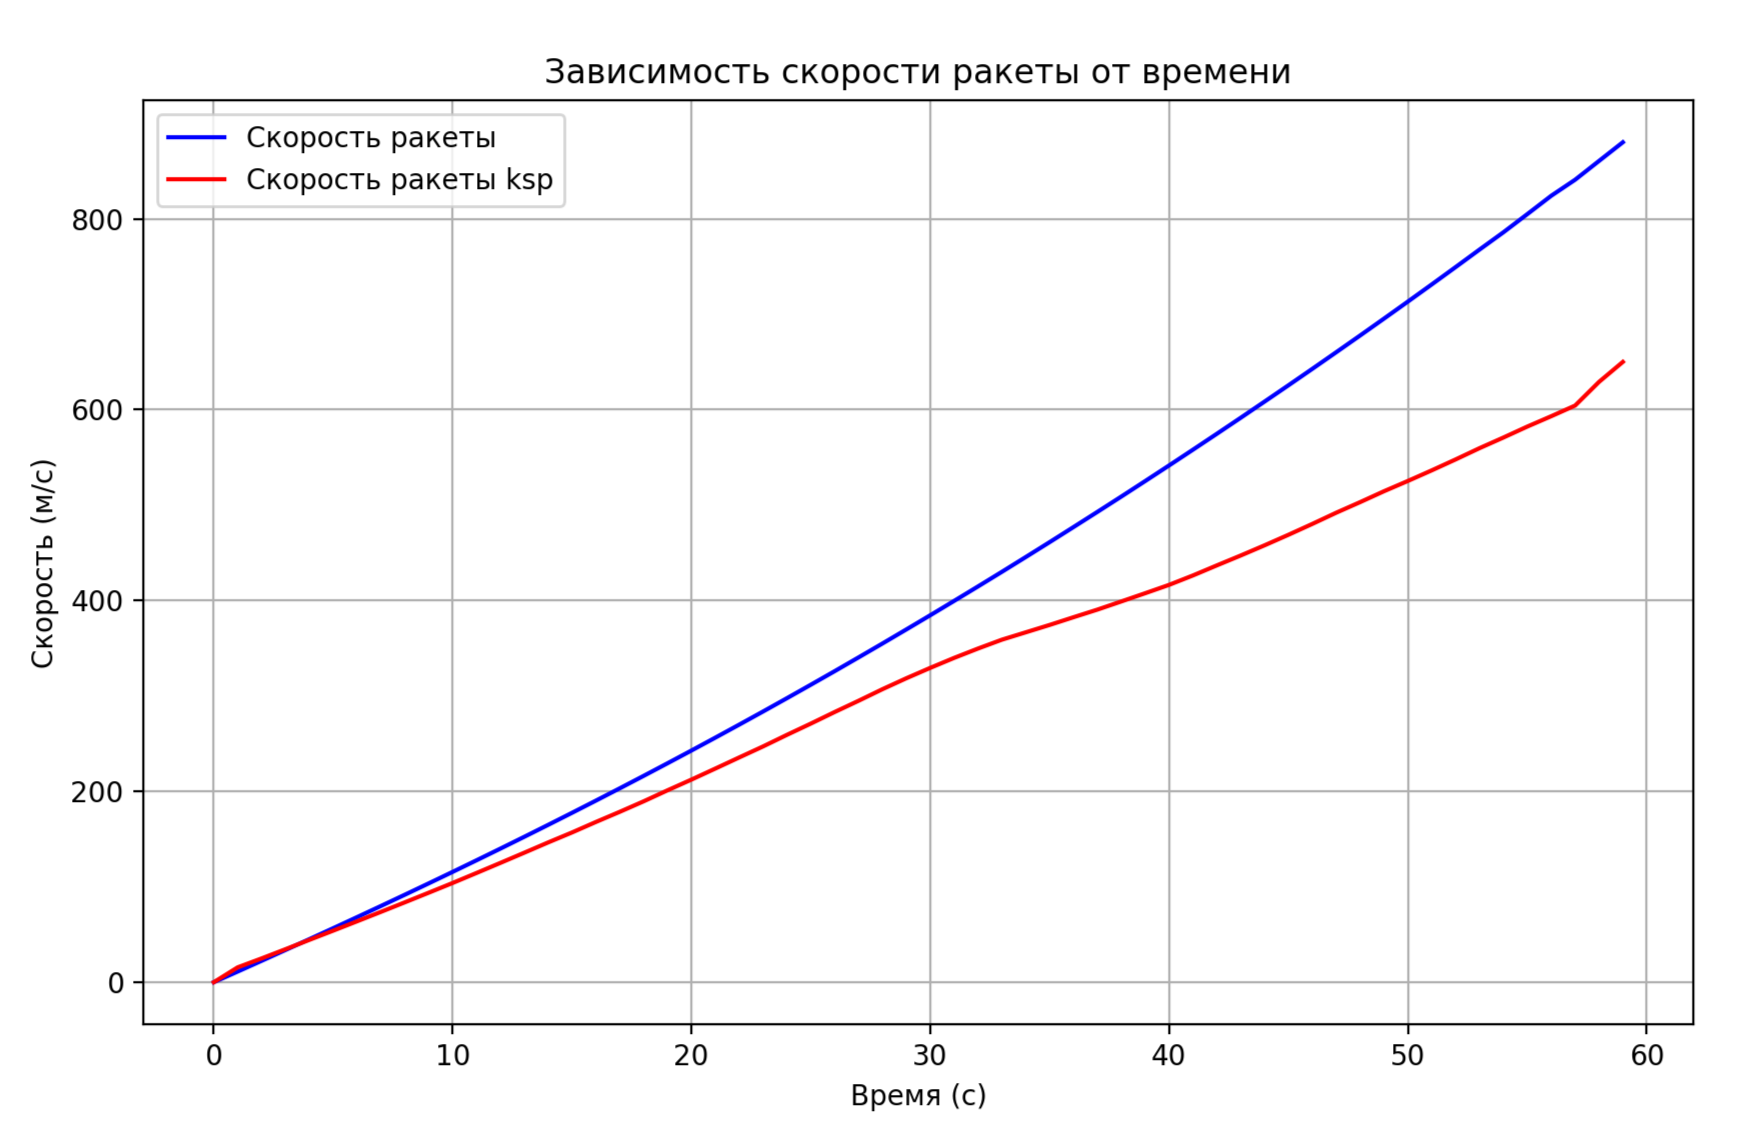 Зависимость скорости ракеты от времени
Скорость ракеты
Скорость ракеты ksp
Скорость (м/с)
800
600
400
200
0
0 10 20 30 40 50 60
Время (с)